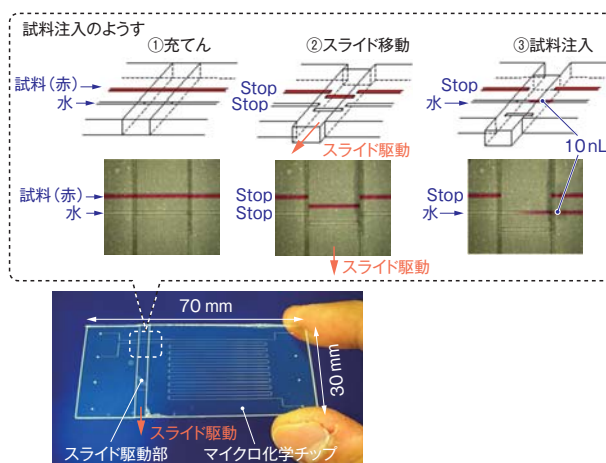 試料注入のようす
①充てん
②スライド移動
③試料注入
試料（赤）
水
Stop
Stop
スライド駆動
Stop
水
10nL
試料（赤）
水
Stop
Stop
スライド駆動
Stop
水
70 mm
30 mm
スライド駆動
スライド駆動部
マイクロ化学チップ